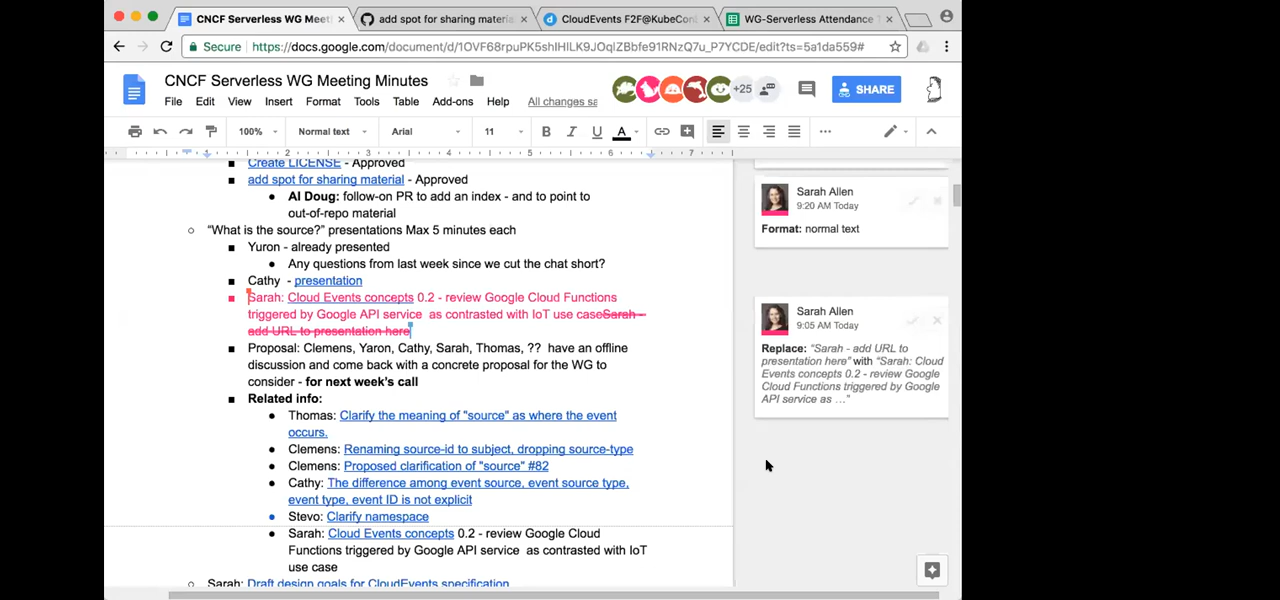 CNCF Serverless WG Meeti
add spot for sharing materia
CloudEvents F2F@KubeCon
WG-Serverless Attendance T
Secure
https://docs.google.com/document/d/1OVF68rpuPK5shIHILK9JOqlZBbfe91RNzQ7u_P7YCDE/edit?ts=5a1da559#
CNCF Serverless WG Meeting Minutes
+25
SHARE
File Edit View Insert Format Tools Table Add-ons Help All changes sa
100% Normal text Arial 11 B I U A
1 2 3 4 5 6 7
Create LICENSE - Approved
add spot for sharing material - Approved
AI Doug: follow-on PR to add an index - and to point to
out-of-repo material
"What is the source?" presentations Max 5 minutes each
Yuron - already presented
Any questions from last week since we cut the chat short?
Cathy - presentation
Sarah: Cloud Events concepts 0.2 - review Google Cloud Functions
triggered by Google API service as contrasted with IoT use caseSarah -
add URL to presentation here
Proposal: Clemens, Yaron, Cathy, Sarah, Thomas, ?? have an offline
discussion and come back with a concrete proposal for the WG to
consider - for next week's call
Related info:
Thomas: Clarify the meaning of "source" as where the event
occurs.
Clemens: Renaming source-id to subject, dropping source-type
Clemens: Proposed clarification of "source" #82
Cathy: The difference among event source, event source type,
event type, event ID is not explicit
Stevo: Clarify namespace
Sarah: Cloud Events concepts 0.2 - review Google Cloud
Functions triggered by Google API service as contrasted with IoT
use case
Sarah: Draft design goals for CloudEvents specification
Sarah Allen
9:20 AM Today
Format: normal text
Sarah Allen
9:05 AM Today
Replace: "Sarah - add URL to
presentation here" with "Sarah: Cloud
Events concepts 0.2 - review Google
Cloud Functions triggered by Google
API service as ..."